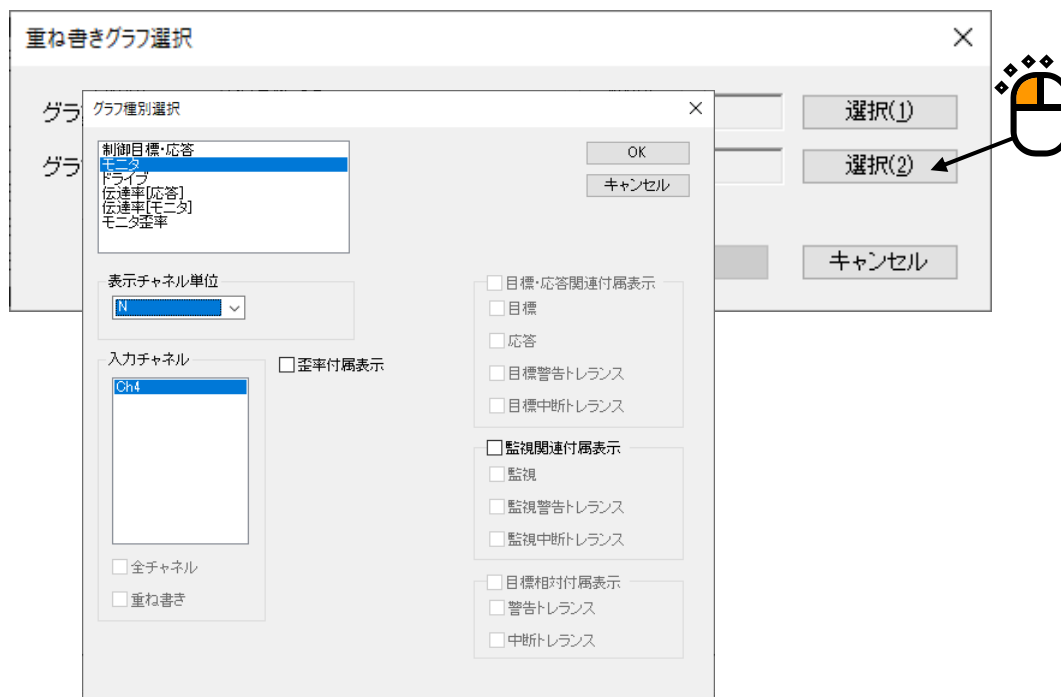 重ね書きグラフ選択
グラ
選択(1)
グラ
選択(2)
キャンセル
グラフ種別選択
制御目標・応答
モニタ
ドライブ
伝達率[応答]
伝達率[モニタ]
モニタ歪率
OK
キャンセル
表示チャネル単位
N
入力チャネル
Ch4
全チャネル
重ね書き
歪率付属表示
目標・応答関連付属表示
目標
応答
目標警告トレランス
目標中断トレランス
監視関連付属表示
監視
監視警告トレランス
監視中断トレランス
目標相対付属表示
警告トレランス
中断トレランス